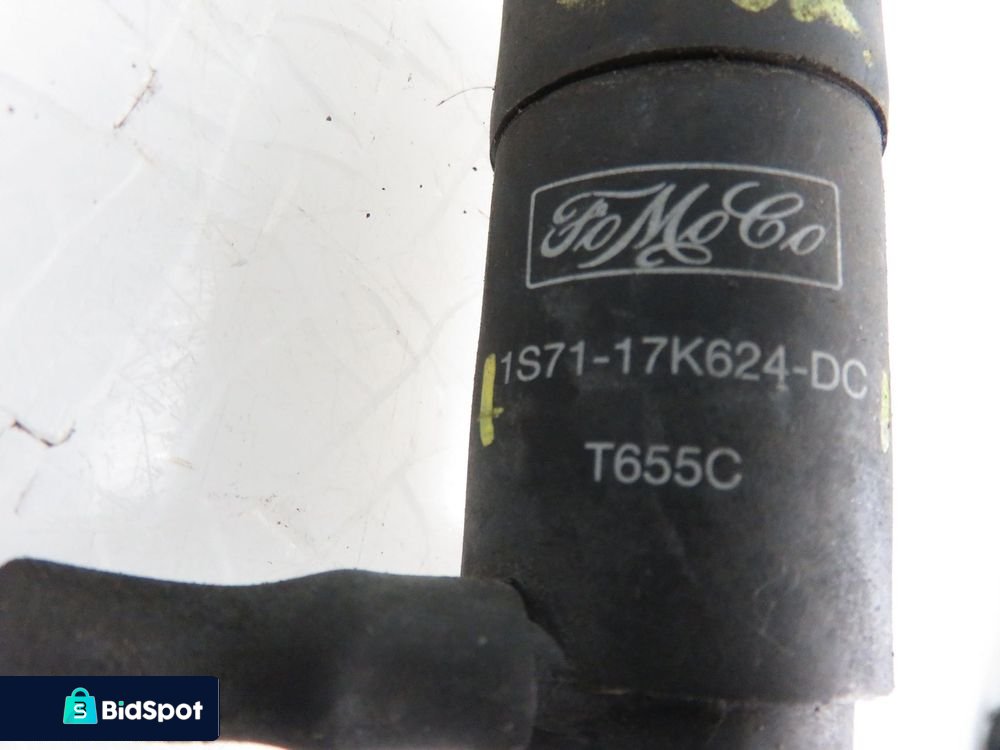 FoMoCo
1S71-17K624-DC
T655C
BidSpot